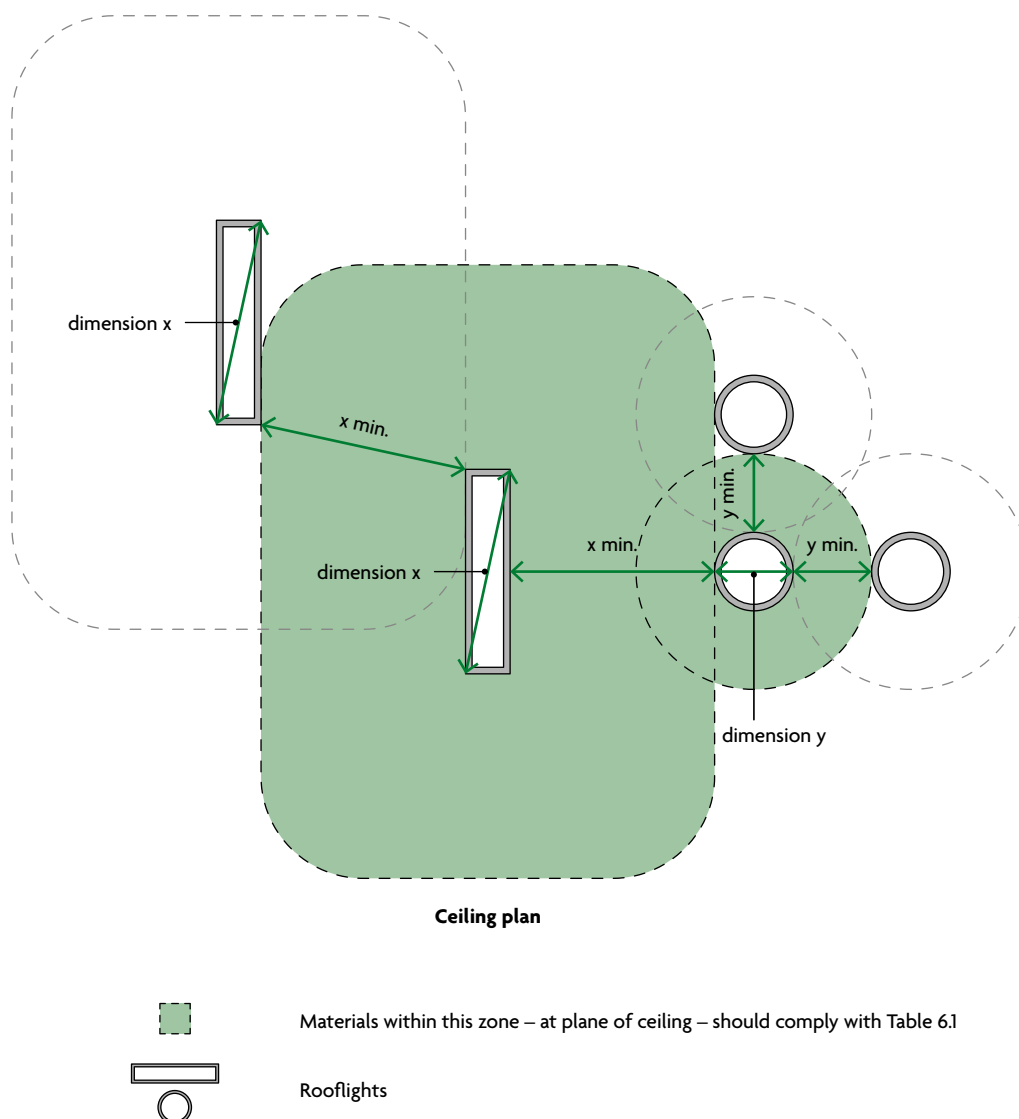 dimension x
x min.
y min.
x min.
y min.
dimension x
dimension y
Ceiling plan
Materials within this zone – at plane of ceiling – should comply with Table 6.1
Rooflights